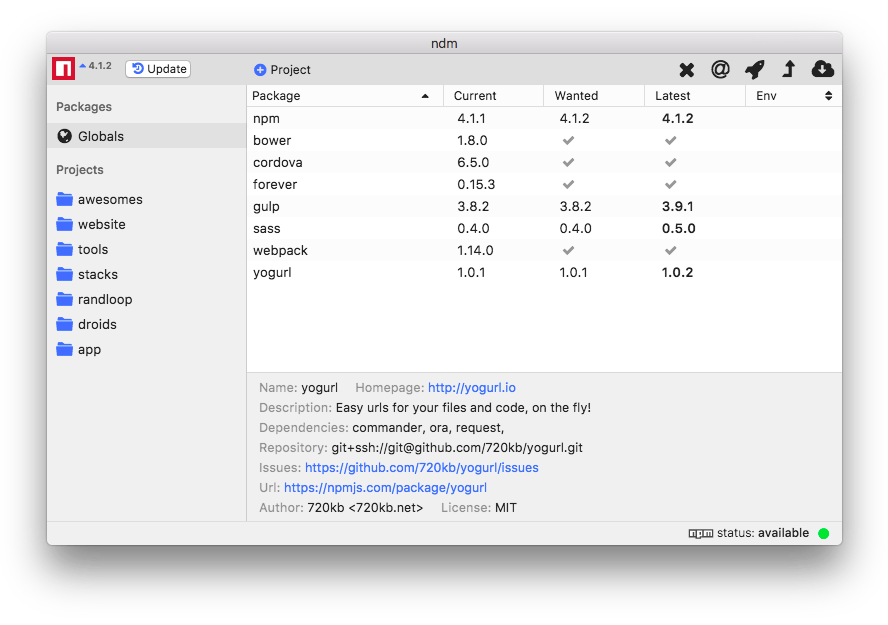 ndm
4.1.2 Update Project @
Packages
Globals
Projects
awesomes
website
tools
stacks
randloop
droids
app
Package Current Wanted Latest Env
npm 4.1.1 4.1.2 4.1.2
bower 1.8.0
cordova 6.5.0
forever 0.15.3
gulp 3.8.2 3.8.2 3.9.1
sass 0.4.0 0.4.0 0.5.0
webpack 1.14.0
yogurl 1.0.1 1.0.1 1.0.2
Name: yogurl Homepage: http://yogurl.io
Description: Easy urls for your files and code, on the fly!
Dependencies: commander, ora, request,
Repository: git+ssh://git@github.com/720kb/yogurl.git
Issues: https://github.com/720kb/yogurl/issues
Url: https://npmjs.com/package/yogurl
Author: 720kb <720kb.net> License: MIT
npm status: available